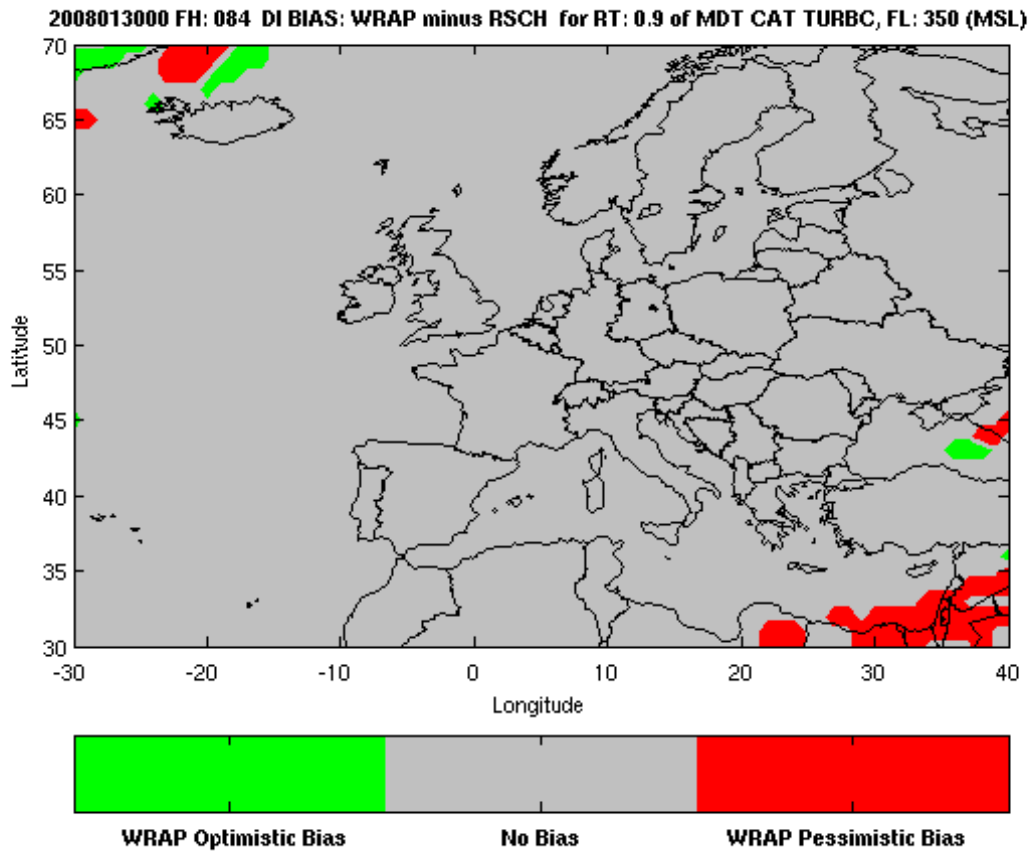 2008013000 FH: 084 DI BIAS: WRAP minus RSCH for RT: 0.9 of MDT CAT TURBC, FL: 350 (MSL)
70
65
60
55
50
45
40
35
30
Latitude
-30 -20 -10 0 10 20 30 40
Longitude
WRAP Optimistic Bias No Bias WRAP Pessimistic Bias